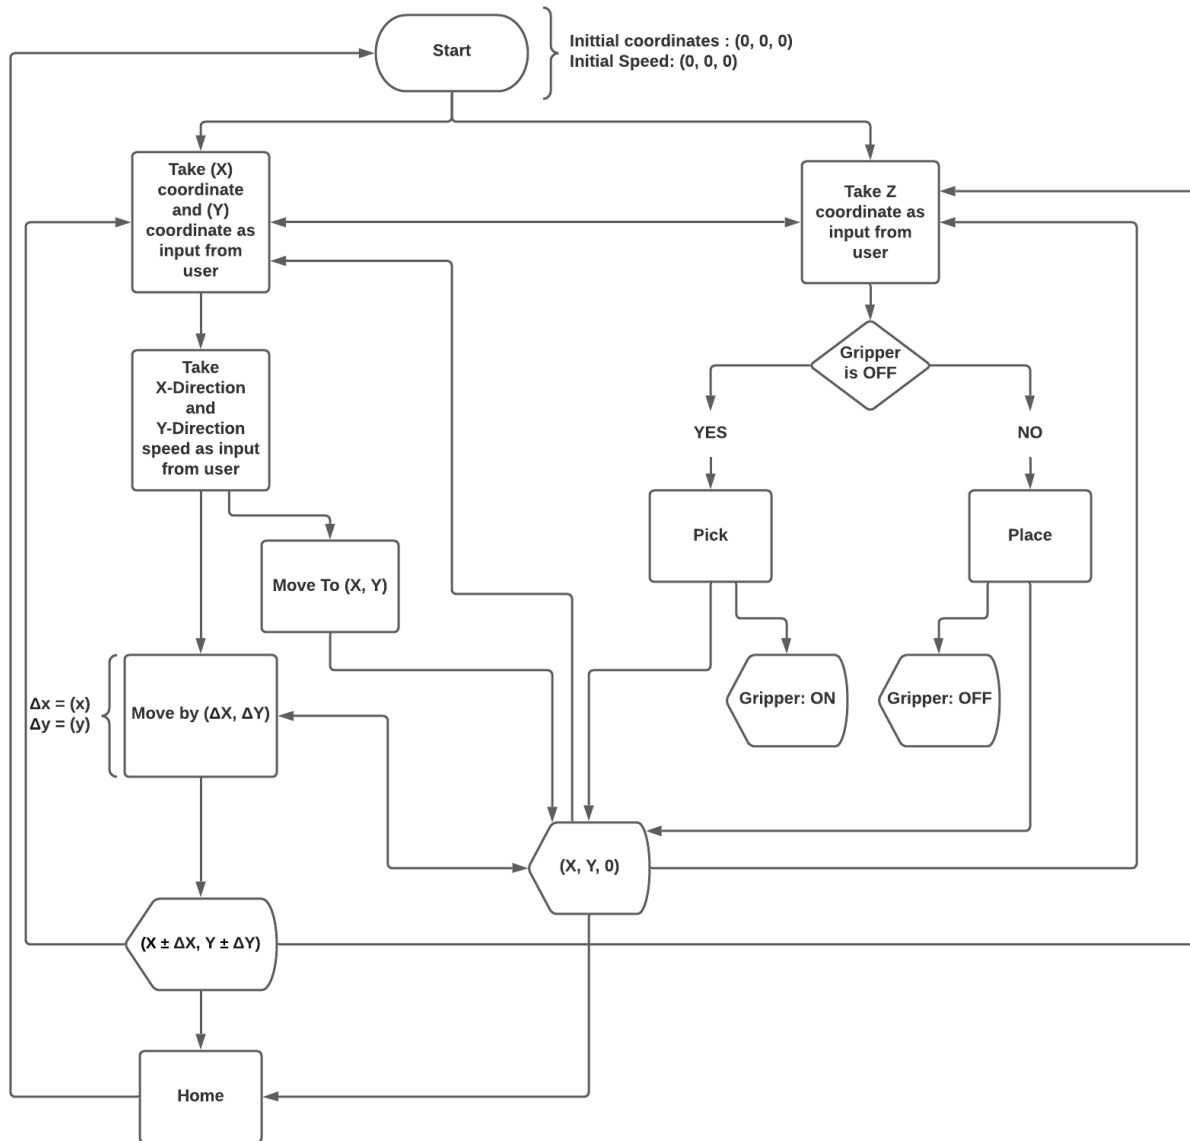 Start
Inittial coordinates : (0, 0, 0)
Initial Speed: (0, 0, 0)
Take (X)
coordinate
and (Y)
coordinate as
input from
user
Take Z
coordinate as
input from
user
Gripper
is OFF
YES
NO
Take
X-Direction
and
Y-Direction
speed as input
from user
Pick
Place
Move To (X, Y)
Δx = (x)
Δy = (y)
Move by (ΔX, ΔY)
Gripper: ON
Gripper: OFF
(X, Y, 0)
(X ± ΔX, Y ± ΔY)
Home